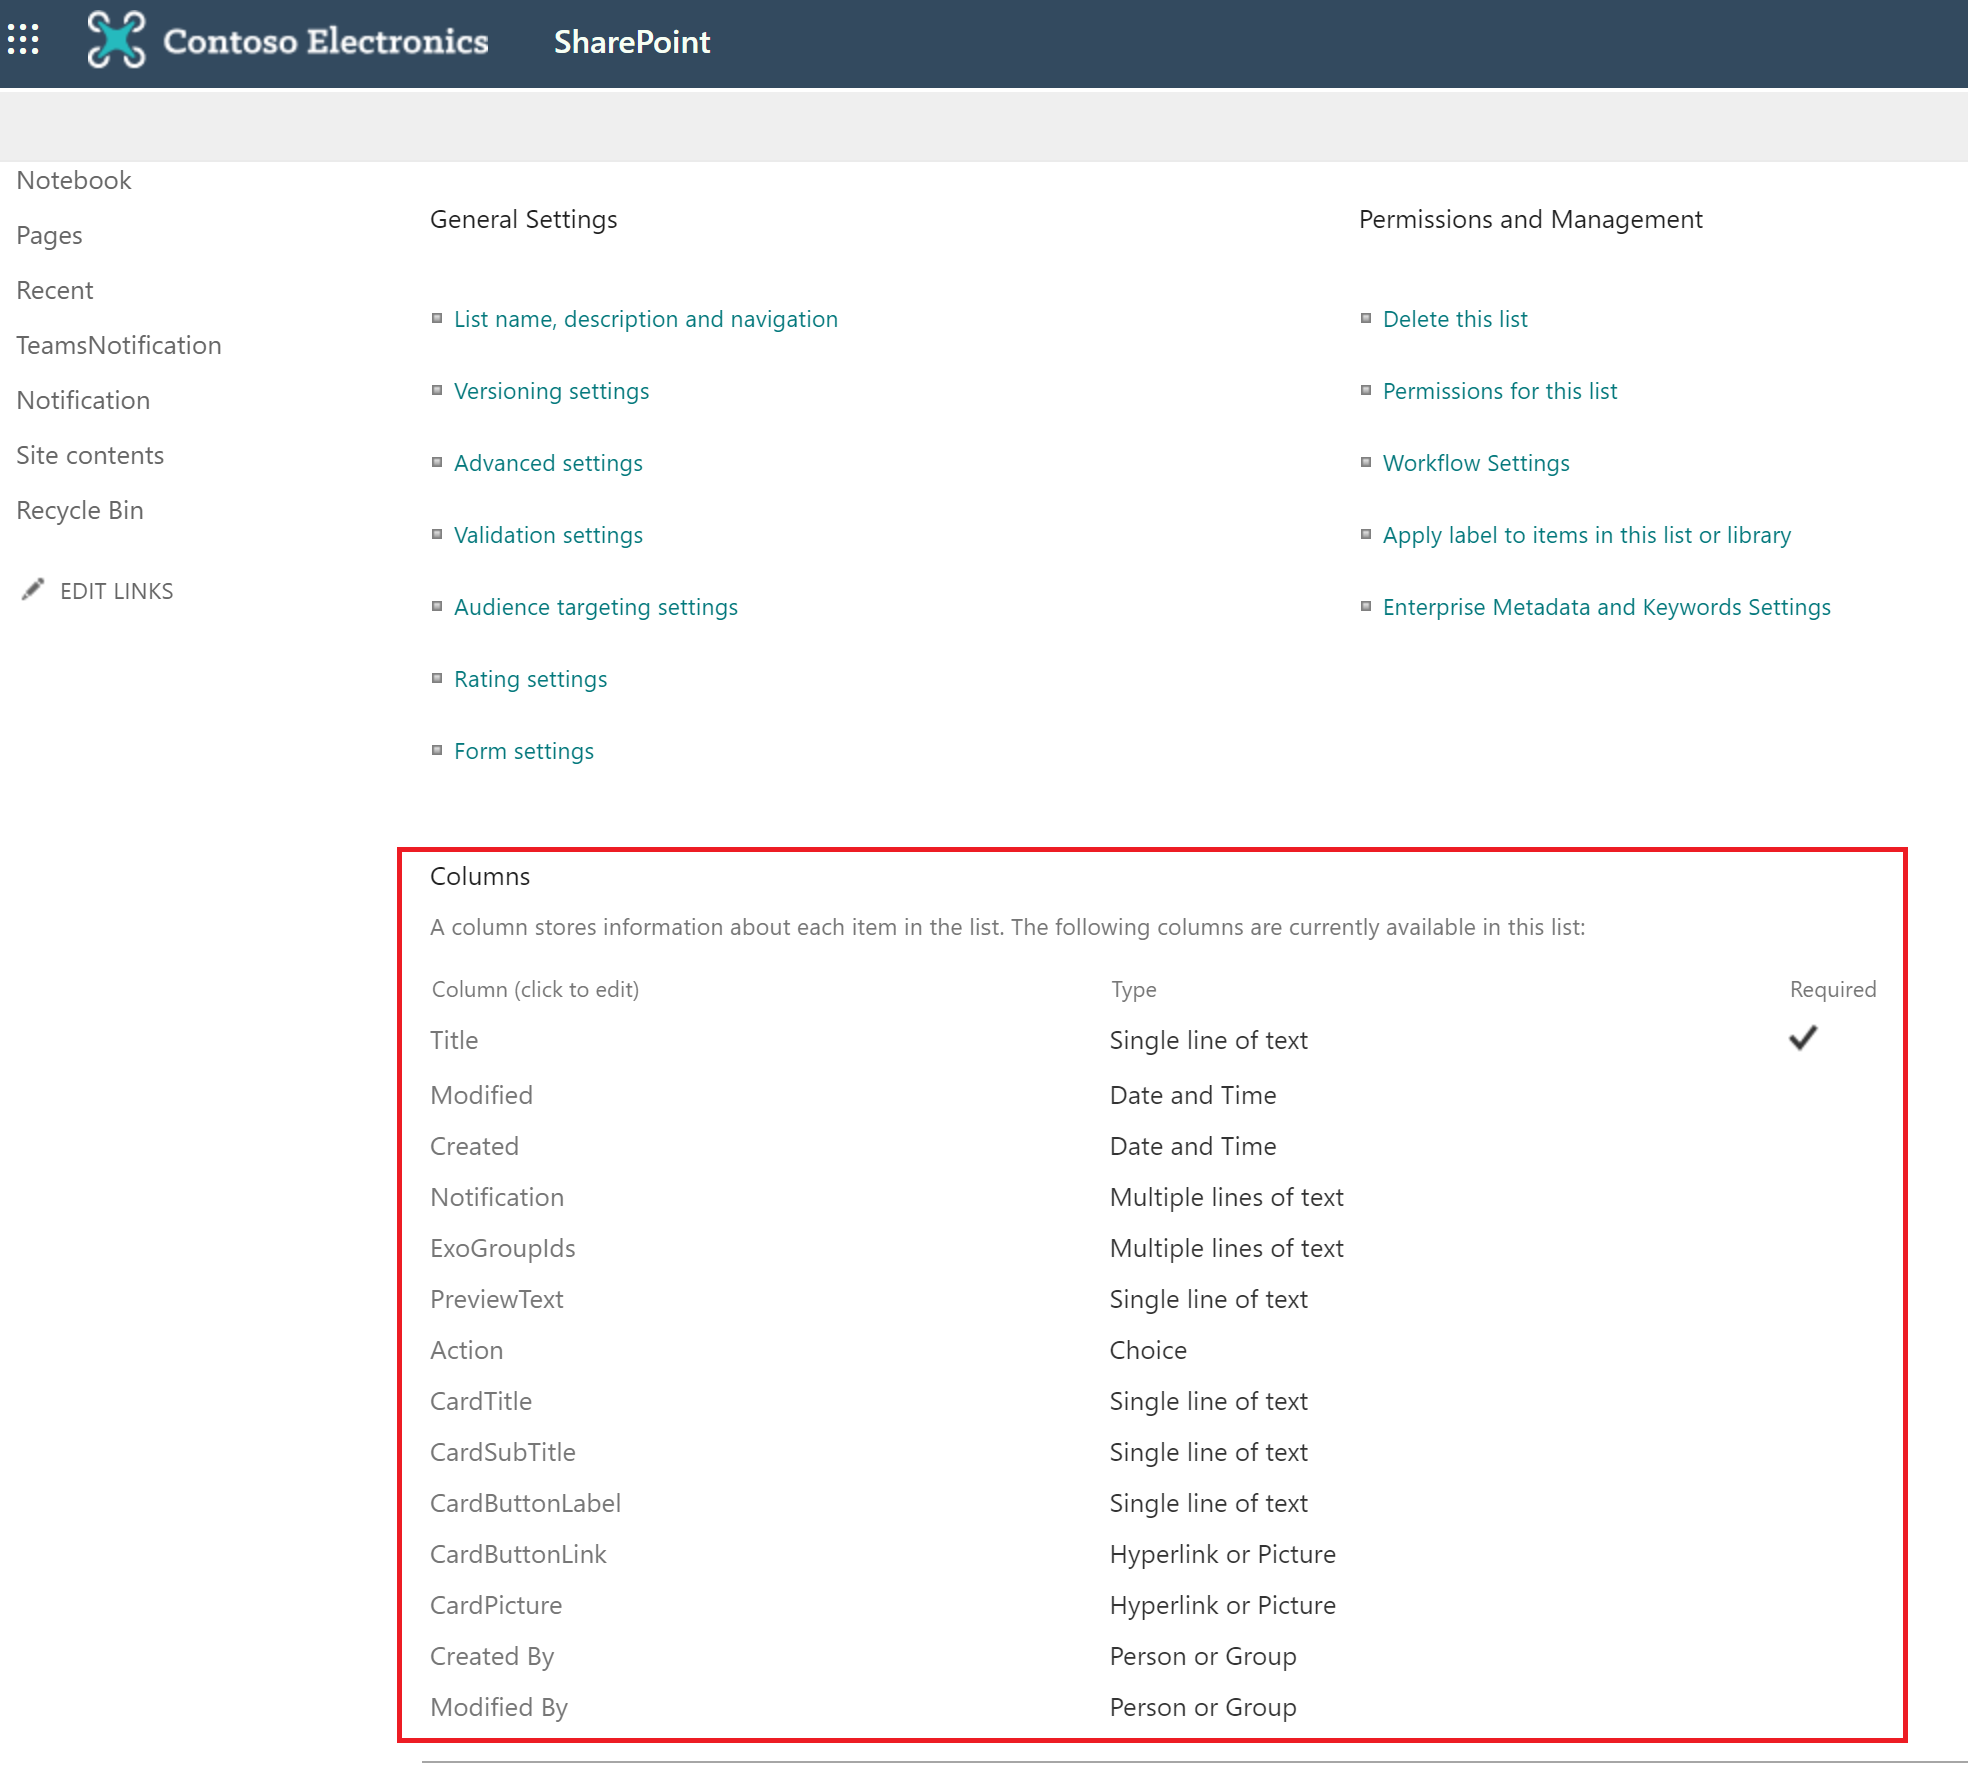 Contoso Electronics SharePoint
Notebook
Pages
Recent
TeamsNotification
Notification
Site contents
Recycle Bin
EDIT LINKS
General Settings
List name, description and navigation
Versioning settings
Advanced settings
Validation settings
Audience targeting settings
Rating settings
Form settings
Permissions and Management
Delete this list
Permissions for this list
Workflow Settings
Apply label to items in this list or library
Enterprise Metadata and Keywords Settings
Columns
A column stores information about each item in the list. The following columns are currently available in this list:
Column (click to edit) Type Required
Title Single line of text
Modified Date and Time
Created Date and Time
Notification Multiple lines of text
ExoGroupIds Multiple lines of text
PreviewText Single line of text
Action Choice
CardTitle Single line of text
CardSubTitle Single line of text
CardButtonLabel Single line of text
CardButtonLink Hyperlink or Picture
CardPicture Hyperlink or Picture
Created By Person or Group
Modified By Person or Group